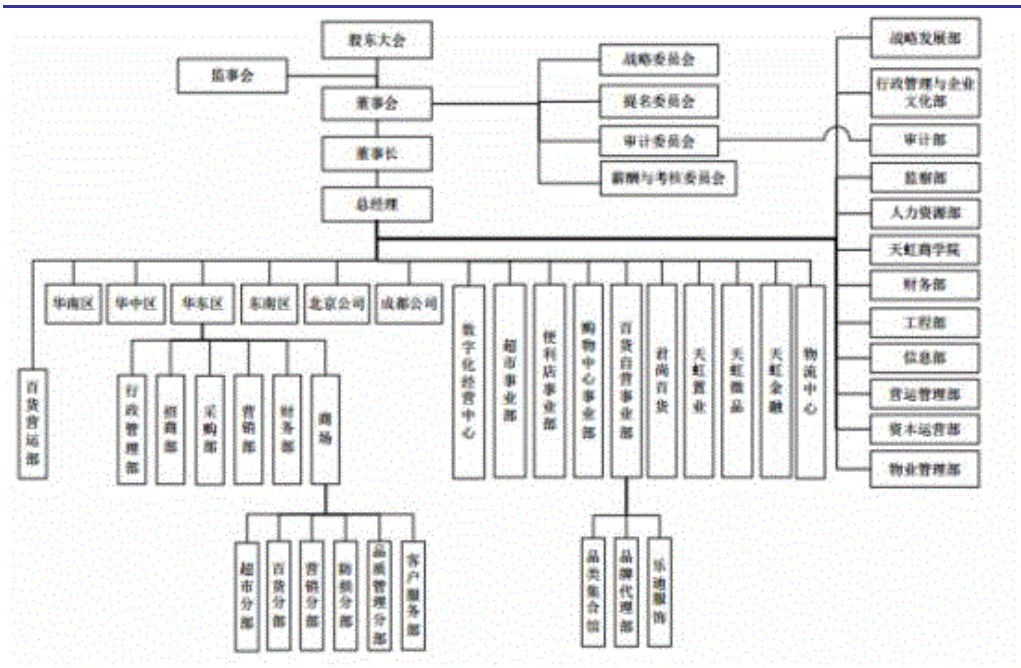 股东大会
监事会
董事会
董事长
总经理
战略委员会
提名委员会
审计委员会
薪酬与考核委员会
战略发展部
行政管理与企业
文化部
审计部
监察部
人力资源部
天虹商学院
财务部
工程部
信息部
营运管理部
资本运营部
物业管理部
华南区
华中区
华东区
东南区
北京公司
成都公司
百货营运部
行政管理部
招商部
采购部
营销部
财务部
商场
数字化经营中心
超市事业部
便利店事业部
购物中心事业部
百货自营事业部
君尚百货
天虹置业
天虹微品
天虹金融
物流中心
超市分部
百货分部
营销分部
防损分部
品质管理分部
客户服务部
品类集合馆
品牌代理部
乐迪服饰